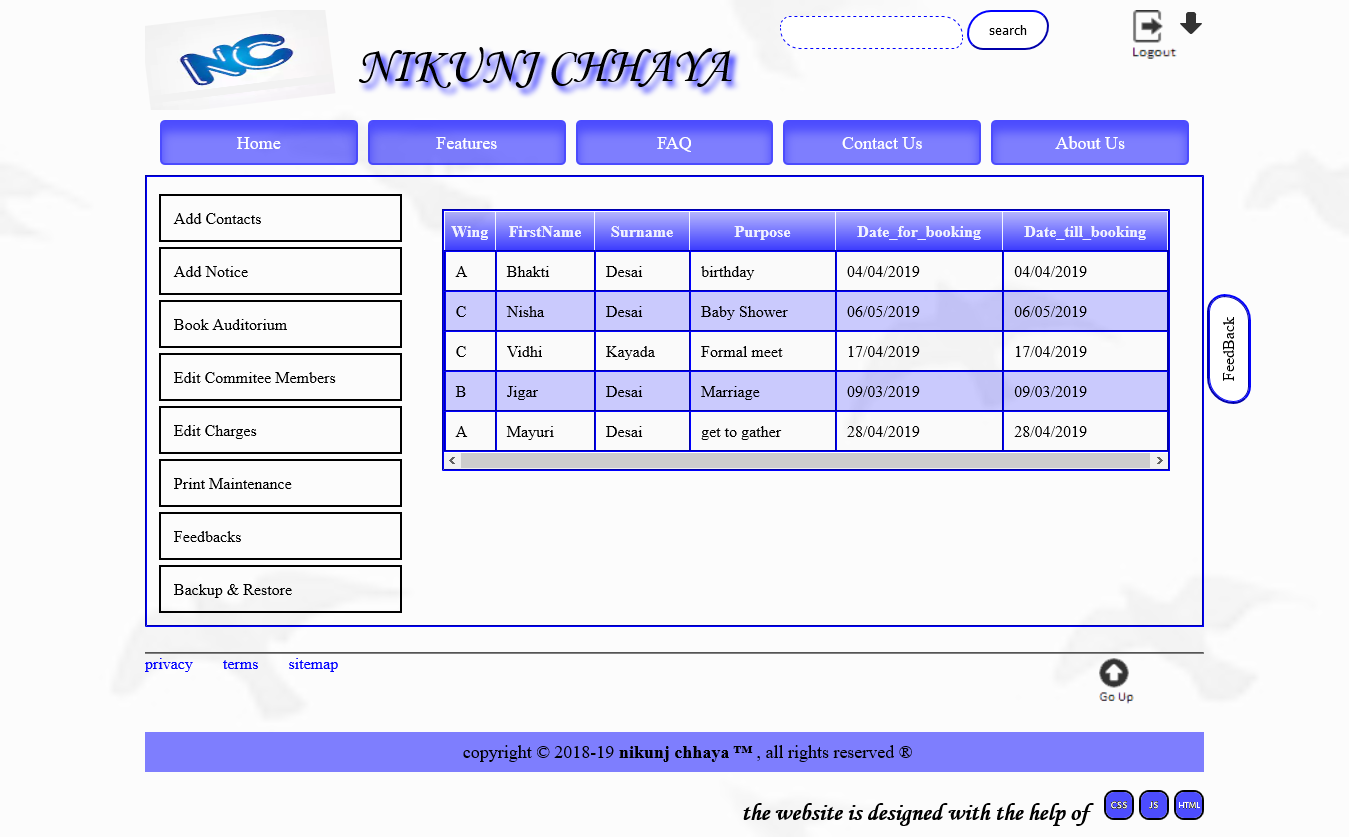 NC
NIKUNJ CHHAYA
search
Logout
Home Features FAQ Contact Us About Us
Add Contacts
Add Notice
Book Auditorium
Edit Commitee Members
Edit Charges
Print Maintenance
Feedbacks
Backup & Restore
Wing FirstName Surname Purpose Date_for_booking Date_till_booking
A Bhakti Desai birthday 04/04/2019 04/04/2019
C Nisha Desai Baby Shower 06/05/2019 06/05/2019
C Vidhi Kayada Formal meet 17/04/2019 17/04/2019
B Jigar Desai Marriage 09/03/2019 09/03/2019
A Mayuri Desai get to gather 28/04/2019 28/04/2019
FeedBack
privacy terms sitemap
Go Up
copyright © 2018-19 nikunj chhaya ™ , all rights reserved ®
the website is designed with the help of CSS JS HTML